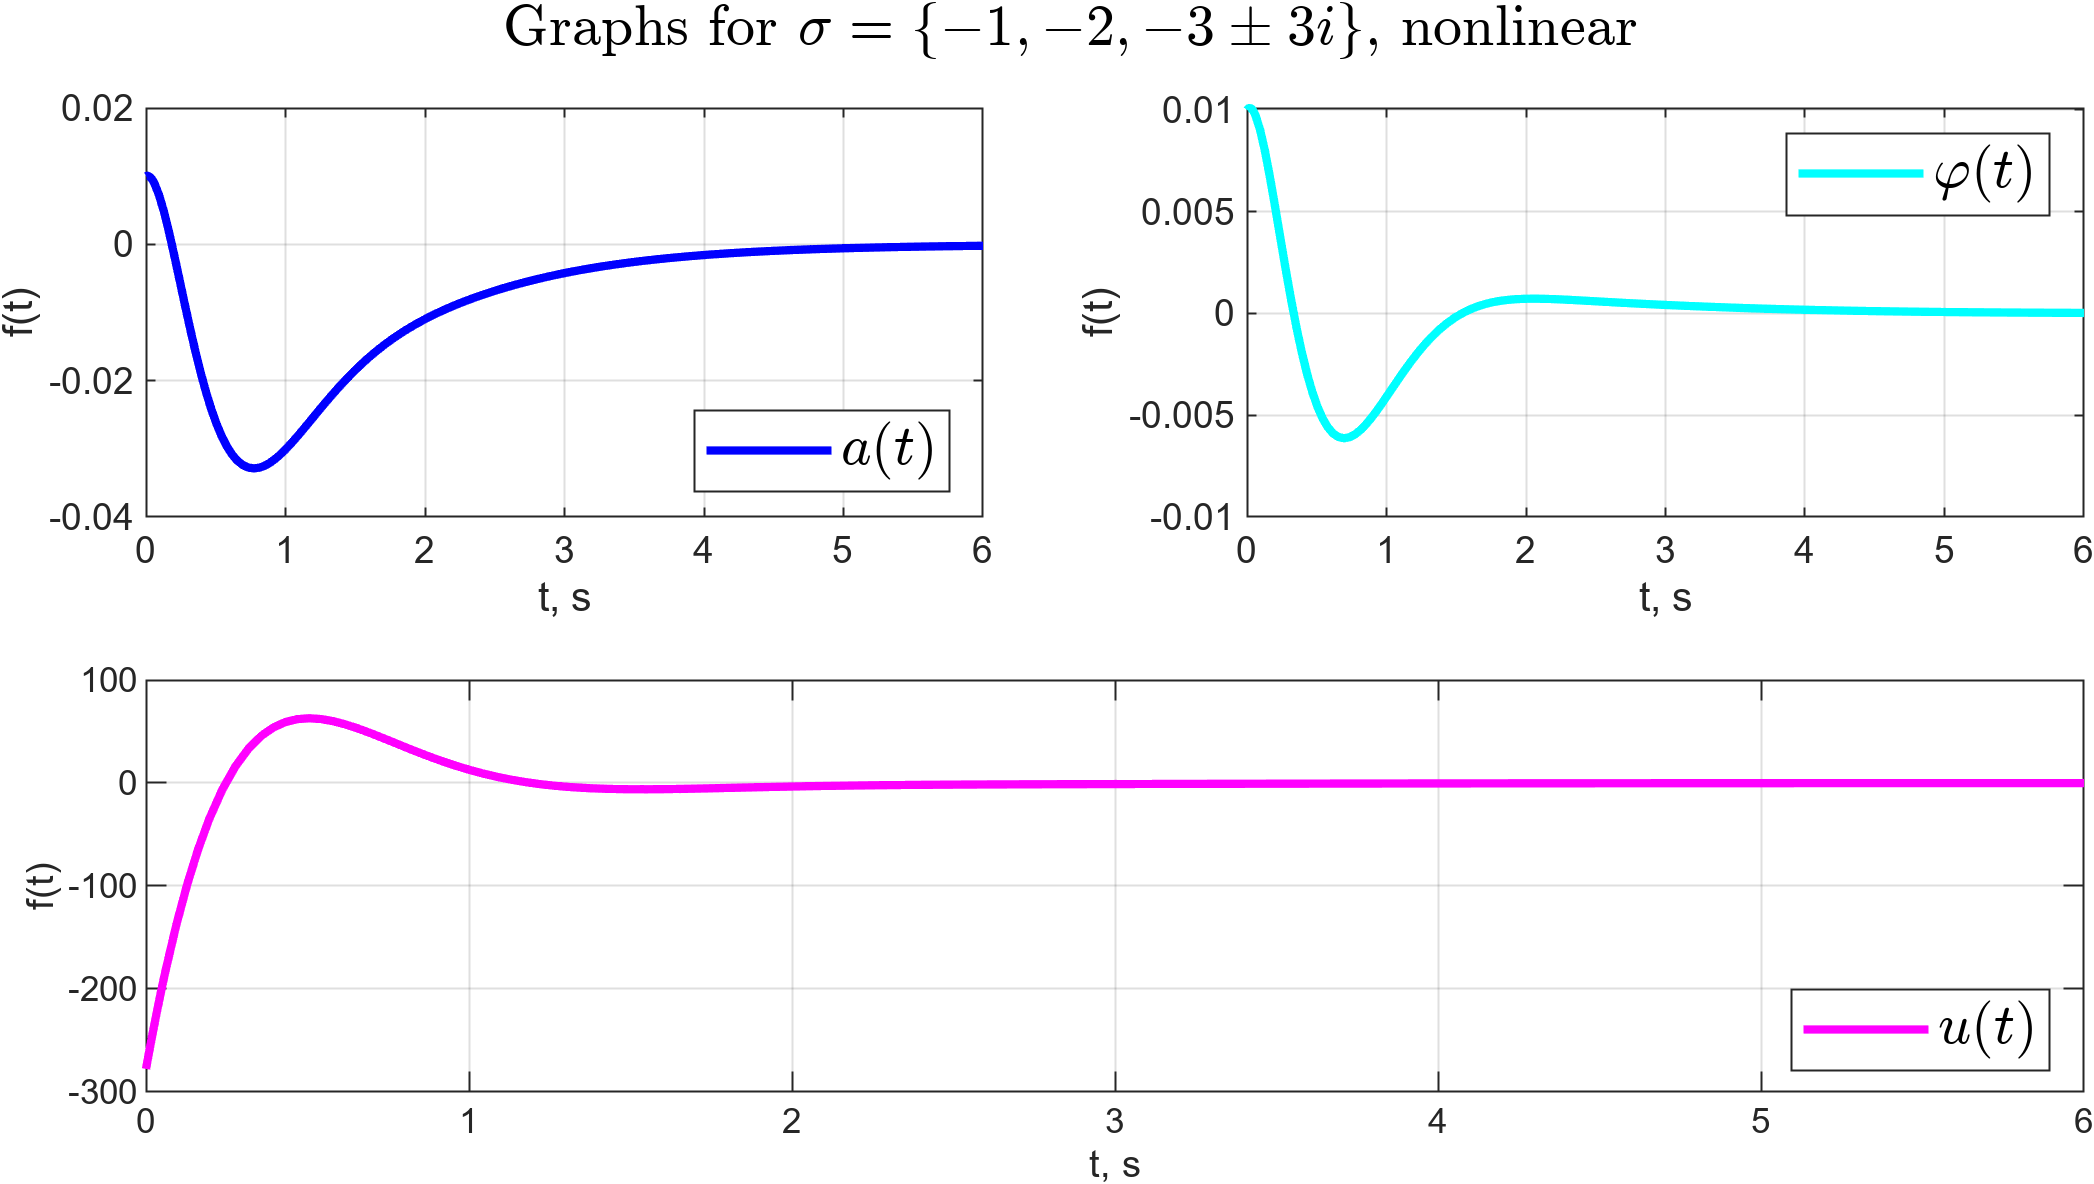 Graphs for σ = {−1, −2, −3 ± 3i}, nonlinear
0.02
0
-0.02
-0.04
f(t)
0 1 2 3 4 5 6
t, s
a(t)
0.01
0.005
0
-0.005
-0.01
f(t)
0 1 2 3 4 5 6
t, s
φ(t)
100
0
-100
-200
-300
f(t)
0 1 2 3 4 5 6
t, s
u(t)